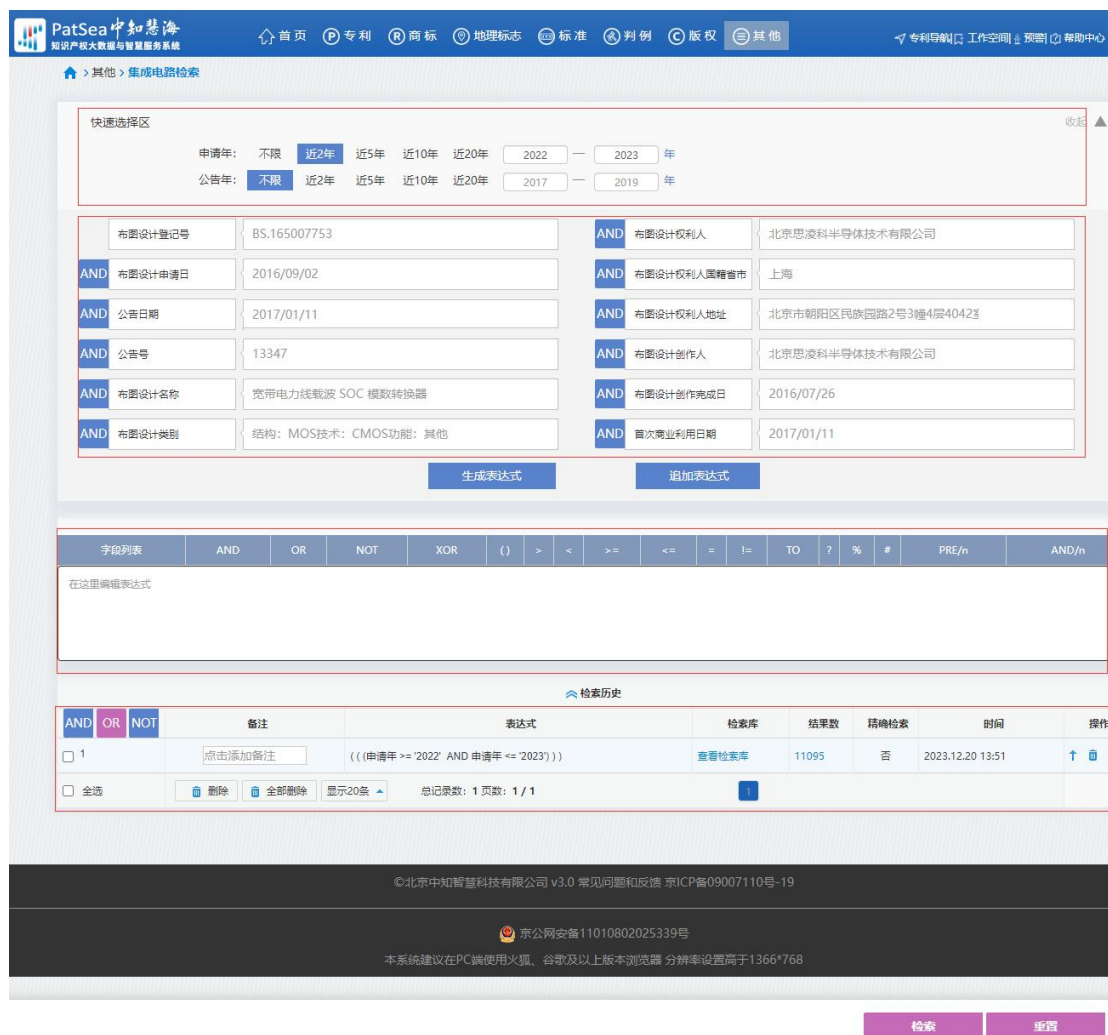 PatSea中知慧海
知识产权大数据与智慧服务系统
首页 P专利 R商标 地理标志 标准 判例 C版权 其他
专利导航| 工作空间| 预警| 帮助中心
>其他>集成电路检索
快速选择区 收起
申请年: 不限 近2年 近5年 近10年 近20年 2022 — 2023 年
公告年: 不限 近2年 近5年 近10年 近20年 2017 — 2019 年
布图设计登记号 BS.165007753 AND 布图设计权利人 北京思凌科半导体技术有限公司
AND 布图设计申请日 2016/09/02 AND 布图设计权利人国籍省市 上海
AND 公告日期 2017/01/11 AND 布图设计权利人地址 北京市朝阳区民族园路2号3幢4层4042
AND 公告号 13347 AND 布图设计创作人 北京思凌科半导体技术有限公司
AND 布图设计名称 宽带电力线载波 SOC 模数转换器 AND 布图设计创作完成日 2016/07/26
AND 布图设计类别 结构: MOS技术: CMOS功能: 其他 AND 首次商业利用日期 2017/01/11
生成表达式 追加表达式
字段列表 AND OR NOT XOR () > < >= <= = != TO ? % # PRE/n AND/n
在这里编辑表达式
检索历史
AND OR NOT 备注 表达式 检索库 结果数 精确检索 时间 操作
1 点击添加备注 (((申请年 >= '2022' AND 申请年 <= '2023'))) 查看检索库 11095 否 2023.12.20 13:51
全选 删除 全部删除 显示20条 总记录数: 1 页数: 1 / 1 1
©北京中知智慧科技有限公司 v3.0 常见问题和反馈 京ICP备09007110号-19
京公网安备11010802025339号
本系统建议在PC端使用火狐、谷歌及以上版本浏览器 分辨率设置高于1366*768
检索 重置